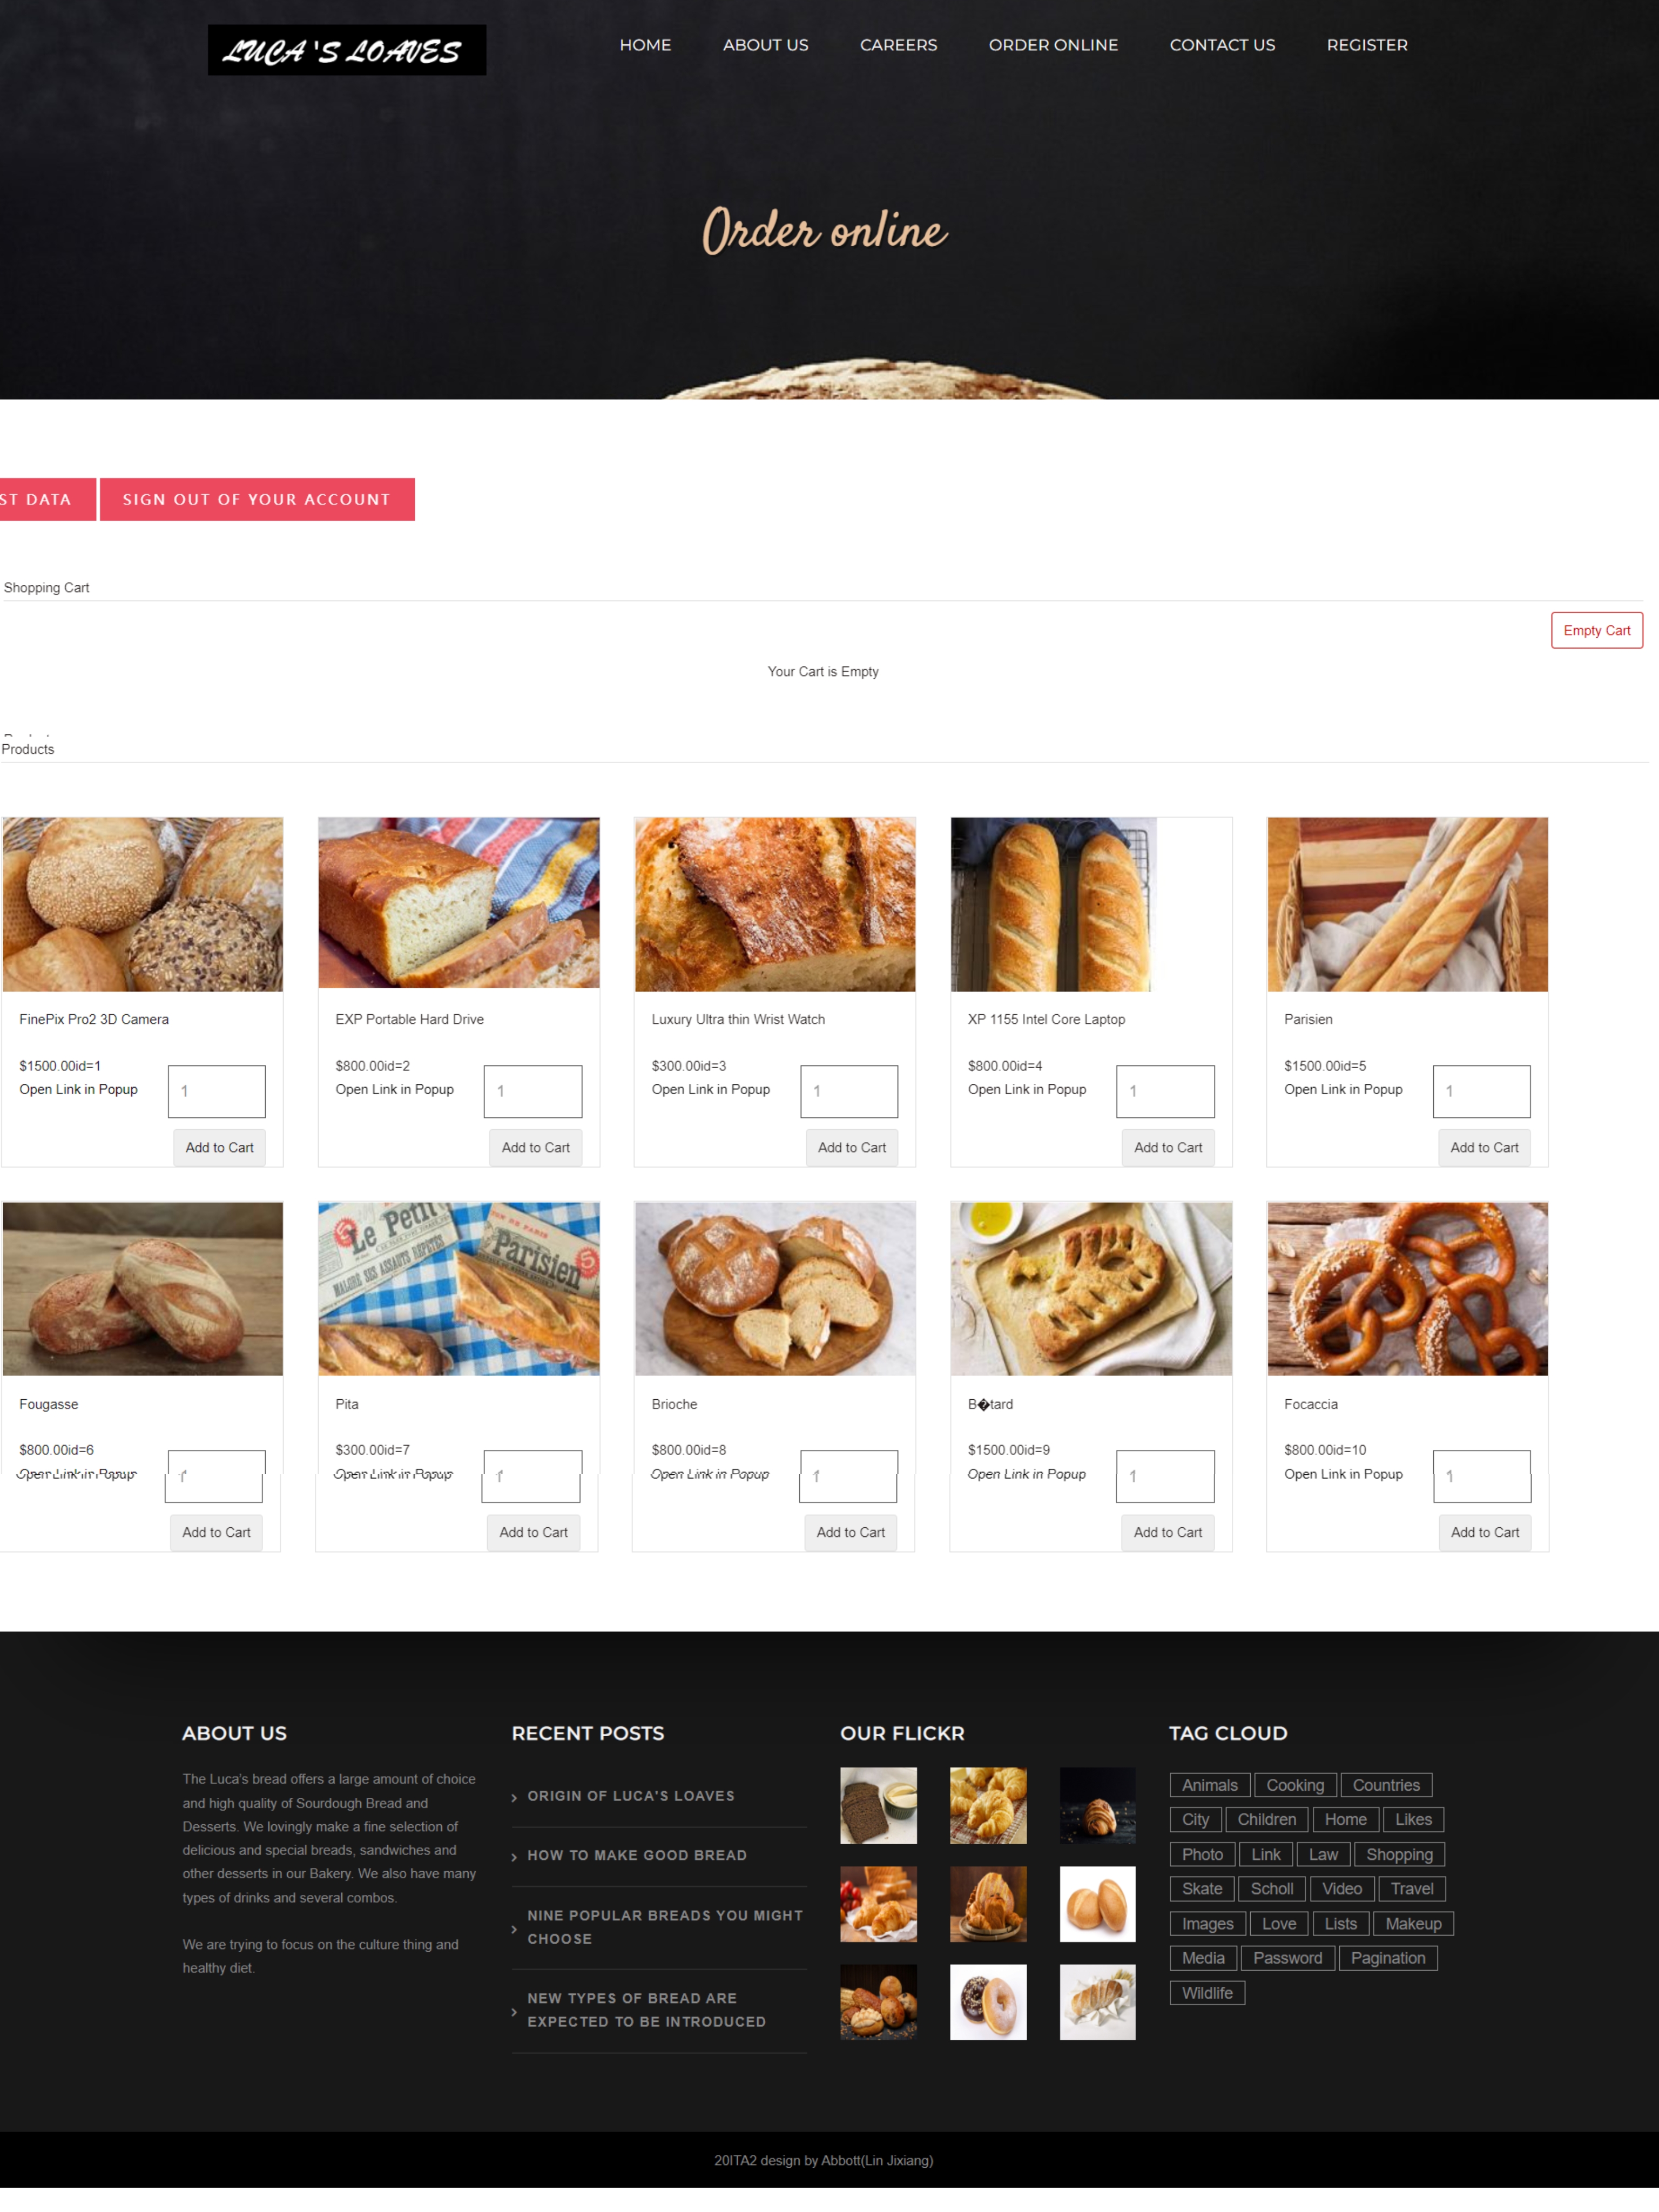 LUCA'S LOAVES
HOME ABOUT US CAREERS ORDER ONLINE CONTACT US REGISTER
Order online
ST DATA SIGN OUT OF YOUR ACCOUNT
Shopping Cart
Empty Cart
Your Cart is Empty
Products
FinePix Pro2 3D Camera EXP Portable Hard Drive Luxury Ultra thin Wrist Watch XP 1155 Intel Core Laptop Parisien
$1500.00id=1 $800.00id=2 $300.00id=3 $800.00id=4 $1500.00id=5
Open Link in Popup 1 Open Link in Popup 1 Open Link in Popup 1 Open Link in Popup 1 Open Link in Popup 1
Add to Cart Add to Cart Add to Cart Add to Cart Add to Cart
Le Petit
Parisien
MALGRÉ SES ASSAUTS RÉPÉTÉS
5
Fougasse Pita Brioche B�tard Focaccia
$800.00id=6 $300.00id=7 $800.00id=8 $1500.00id=9 $800.00id=10
Open Link in Popup 1 Open Link in Popup 1 Open Link in Popup 1 Open Link in Popup 1 Open Link in Popup 1
Add to Cart Add to Cart Add to Cart Add to Cart Add to Cart
ABOUT US
The Luca's bread offers a large amount of choice
and high quality of Sourdough Bread and
Desserts. We lovingly make a fine selection of
delicious and special breads, sandwiches and
other desserts in our Bakery. We also have many
types of drinks and several combos.
We are trying to focus on the culture thing and
healthy diet.
RECENT POSTS
ORIGIN OF LUCA'S LOAVES
HOW TO MAKE GOOD BREAD
NINE POPULAR BREADS YOU MIGHT
CHOOSE
NEW TYPES OF BREAD ARE
EXPECTED TO BE INTRODUCED
OUR FLICKR
TAG CLOUD
Animals Cooking Countries
City Children Home Likes
Photo Link Law Shopping
Skate Scholl Video Travel
Images Love Lists Makeup
Media Password Pagination
Wildlife
20ITA2 design by Abbott(Lin Jixiang)